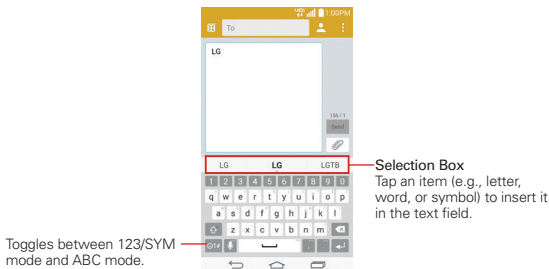 1:00PM
To
LG
156 / 1
Send
LG LG LGTB
1 2 3 4 5 6 7 8 9 0
q w e r t y u i o p
a s d f g h j k l
z x c v b n m
Selection Box
Tap an item (e.g., letter,
word, or symbol) to insert it
in the text field.
Toggles between 123/SYM
mode and ABC mode.